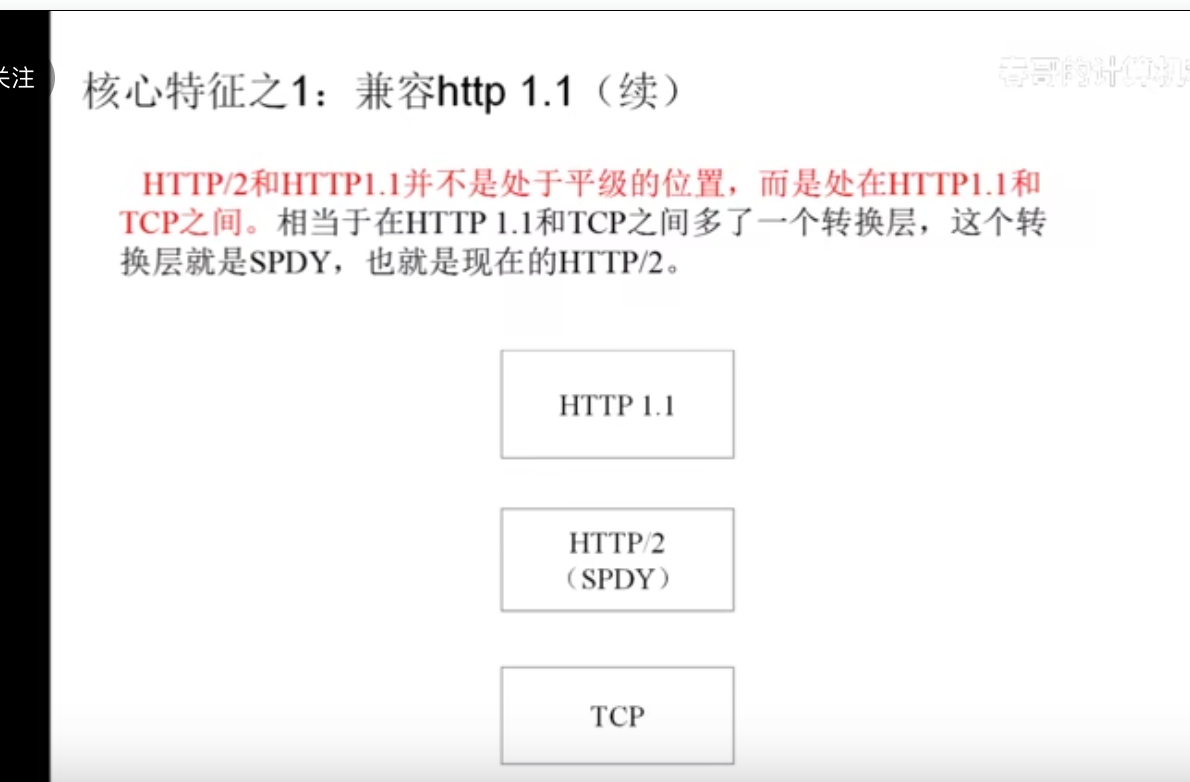 关注
核心特征之1：兼容http 1.1（续）
春哥的计算机
HTTP/2和HTTP1.1并不是处于平级的位置，而是处在HTTP1.1和
TCP之间。相当于在HTTP 1.1和TCP之间多了一个转换层，这个转
换层就是SPDY，也就是现在的HTTP/2。
HTTP 1.1
HTTP/2
（SPDY）
TCP